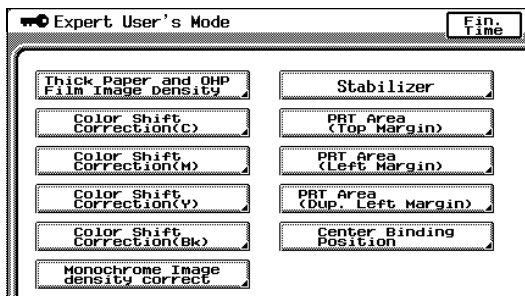 Expert User's Mode
Fin.
Time
Thick Paper and OHP
Film Image Density
Color Shift
Correction(C)
Color Shift
Correction(M)
Color Shift
Correction(Y)
Color Shift
Correction(Bk)
Monochrome Image
density correct
Stabilizer
PRT Area
(Top Margin)
PRT Area
(Left Margin)
PRT Area
(Dup. Left Margin)
Center Binding
Position